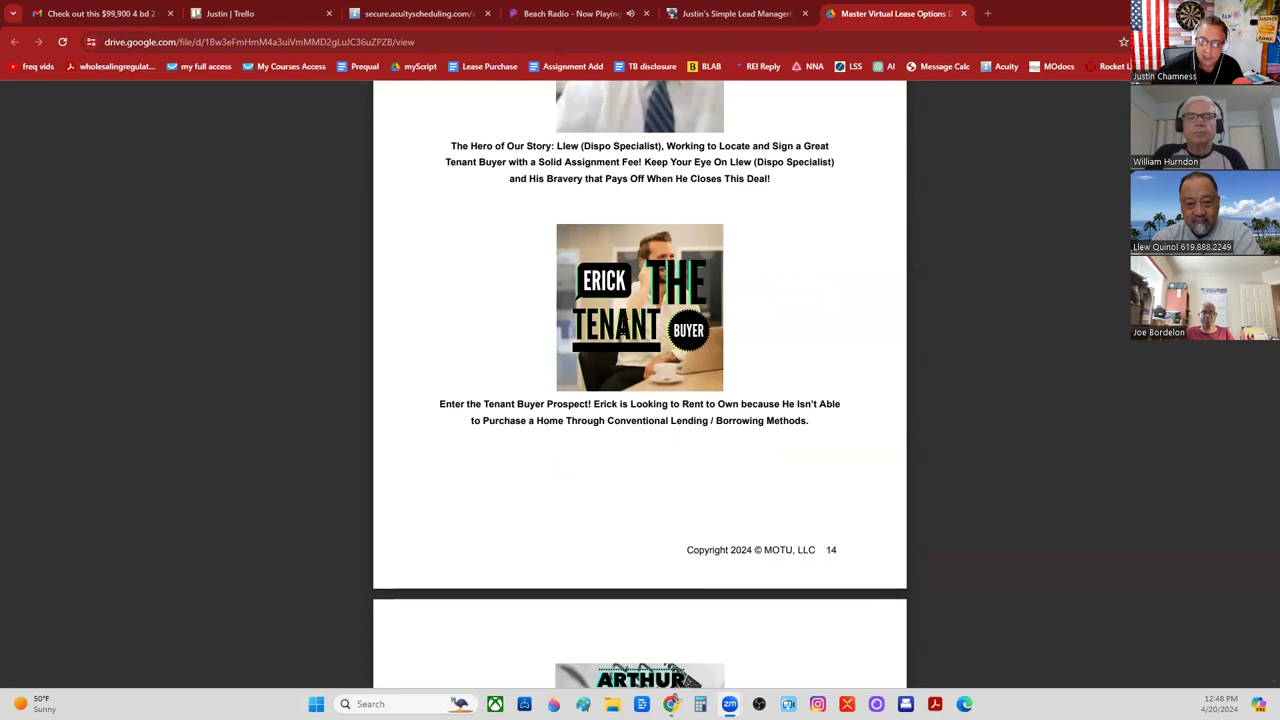 Check out this $99,900 4 bd 2
Justin | Trello
secure.acuityscheduling.com/a
Beach Radio - Now Playing
Justin's Simple Lead Manager
Master Virtual Lease Options D
drive.google.com/file/d/1Bw3eFmHmM4a3uiVmMMD2gLuJC36uZPZB/view
freq vids
wholesalingregulat...
my full access
My Courses Access
Prequal
myScript
Lease Purchase
Assignment Add
TB disclosure
BLAB
REI Reply
NNA
LSS
AI
Message Calc
Acuity
MOdocs
Rocket L
The Hero of Our Story: Llew (Dispo Specialist), Working to Locate and Sign a Great
Tenant Buyer with a Solid Assignment Fee! Keep Your Eye On Llew (Dispo Specialist)
and His Bravery that Pays Off When He Closes This Deal!
ERICK THE
TENANT BUYER
Enter the Tenant Buyer Prospect! Erick is Looking to Rent to Own because He Isn't Able
to Purchase a Home Through Conventional Lending / Borrowing Methods.
Copyright 2024 © MOTU, LLC 14
ARTHUR
Justin Chamness
William Hurndon
Llew Quinol 619.888.2249
Joe Bordelon
50°F
Sunny
Search
12:48 PM
4/20/2024